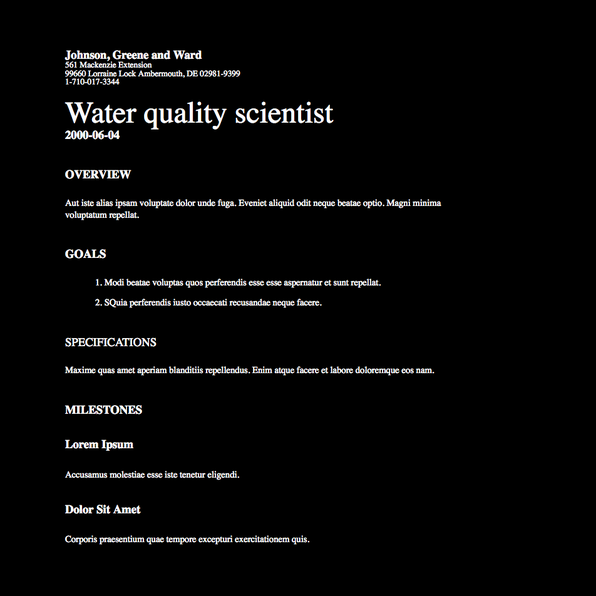 Johnson, Greene and Ward
561 Mackenzie Extension
99660 Lorraine Lock Ambermouth, DE 02981-9399
1-710-017-3344
Water quality scientist
2000-06-04
OVERVIEW
Aut iste alias ipsam voluptate dolor unde fuga. Eveniet aliquid odit neque beatae optio. Magni minima
voluptatum repellat.
GOALS
1. Modi beatae voluptas quos perferendis esse esse aspernatur et sunt repellat.
2. SQuia perferendis iusto occaecati recusandae neque facere.
SPECIFICATIONS
Maxime quas amet aperiam blanditiis repellendus. Enim atque facere et labore doloremque eos nam.
MILESTONES
Lorem Ipsum
Accusamus molestiae esse iste tenetur eligendi.
Dolor Sit Amet
Corporis praesentium quae tempore excepturi exercitationem quis.